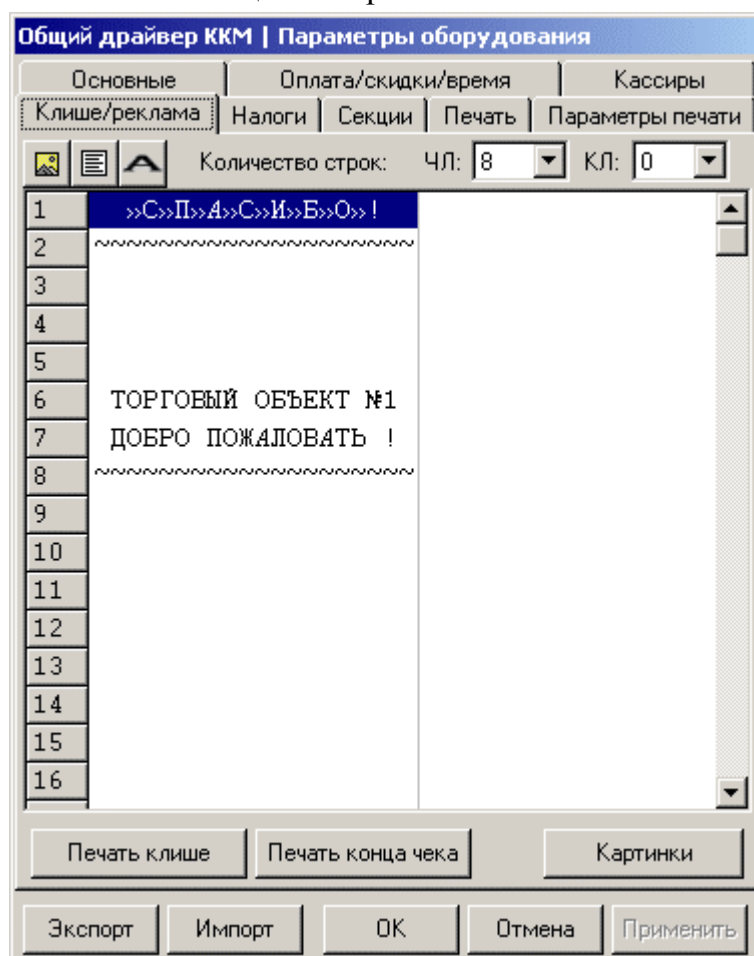 Общий драйвер ККМ | Параметры оборудования
Основные Оплата/скидки/время Кассиры
Клише/реклама Налоги Секции Печать Параметры печати
Количество строк: ЧЛ: 8 КЛ: 0
1 »С»П»А»С»И»Б»О» !
2 ~~~~~~~~~~~~~~~~~~~~
3
4
5
6 ТОРГОВЫЙ ОБЪЕКТ №1
7 ДОБРО ПОЖАЛОВАТЬ !
8 ~~~~~~~~~~~~~~~~~~~~
9
10
11
12
13
14
15
16
Печать клише Печать конца чека Картинки
Экспорт Импорт OK Отмена Применить